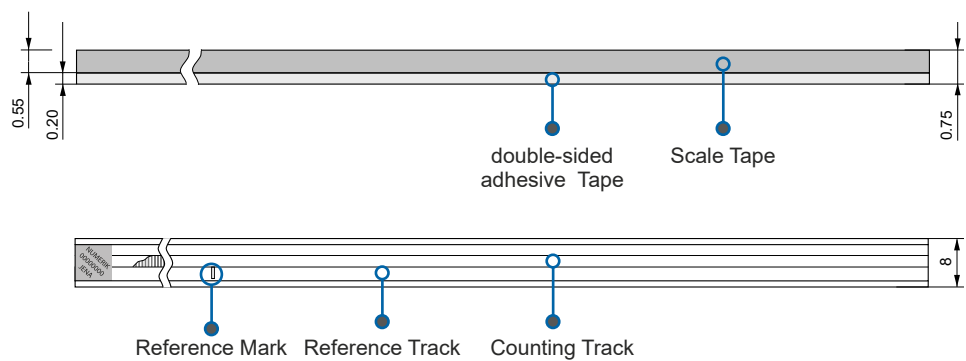 0.55
0.20
0.75
double-sided
adhesive Tape
Scale Tape
NUMERIK
00000000
JENA
8
Reference Mark
Reference Track
Counting Track